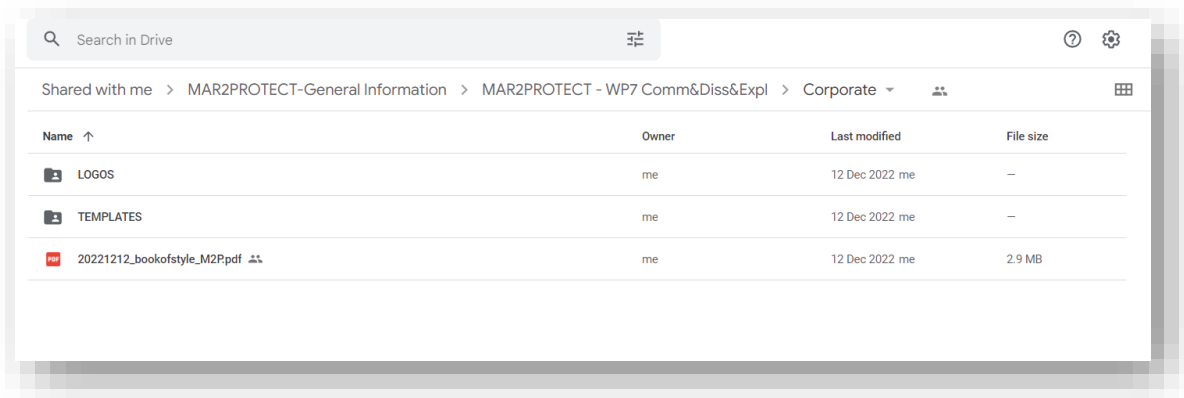 Search in Drive
Shared with me > MAR2PROTECT-General Information > MAR2PROTECT - WP7 Comm&Diss&Expl > Corporate
Name Owner Last modified File size
LOGOS me 12 Dec 2022 me –
TEMPLATES me 12 Dec 2022 me –
PDF 20221212_bookofstyle_M2P.pdf me 12 Dec 2022 me 2.9 MB